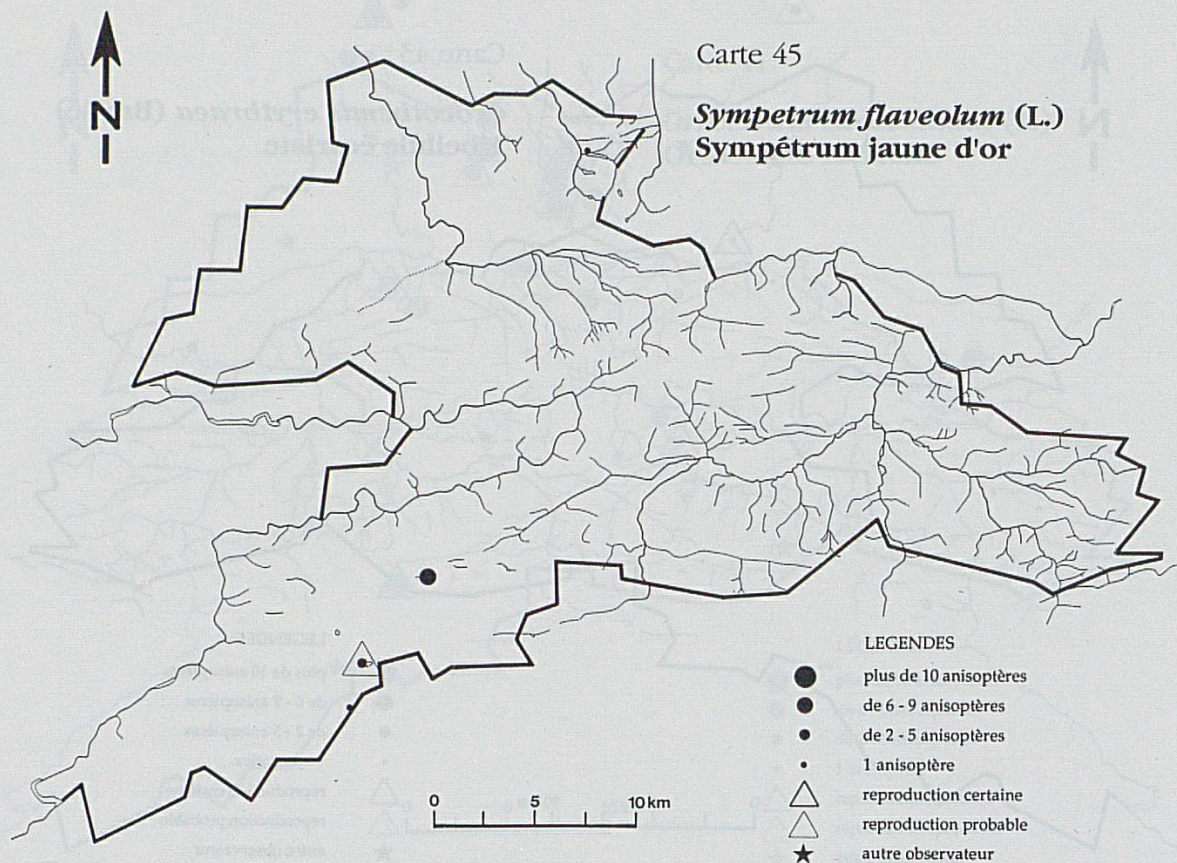 N
Carte 45
Sympetrum flaveolum (L.)
Sympétrum jaune d'or
LEGENDES
plus de 10 anisoptères
de 6 - 9 anisoptères
de 2 - 5 anisoptères
1 anisoptère
reproduction certaine
reproduction probable
autre observateur
0 5 10 km